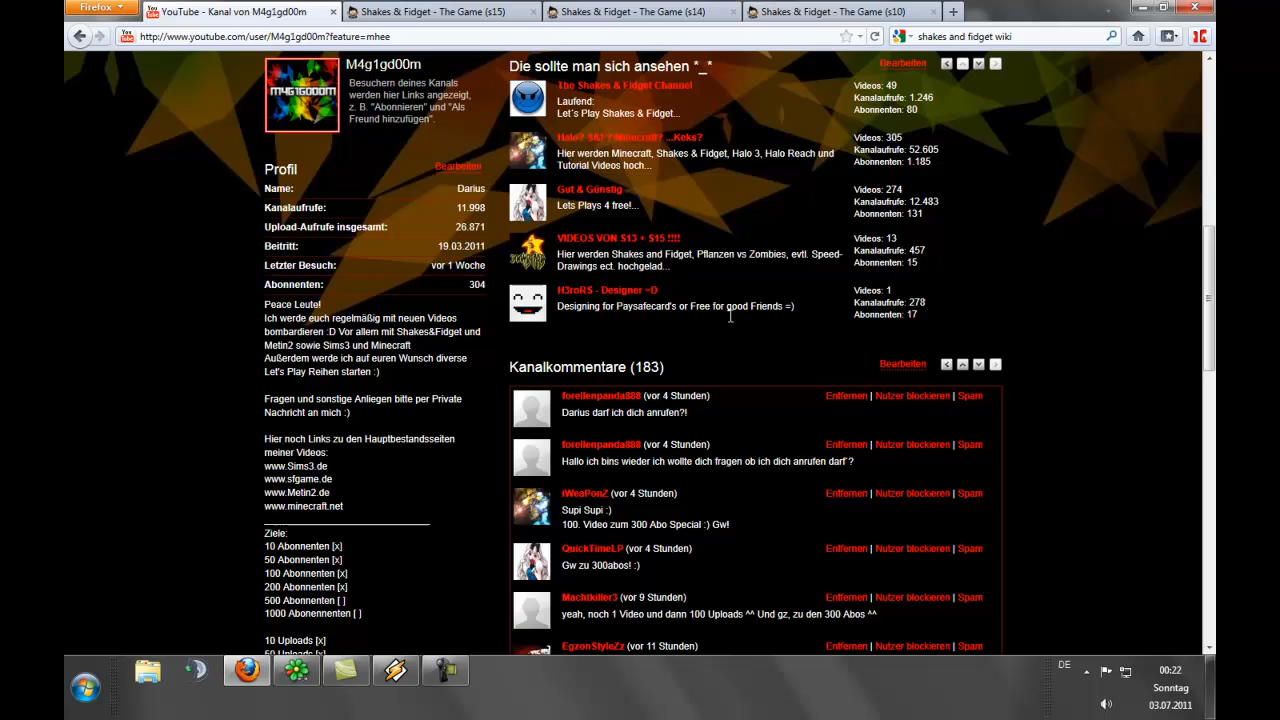 Firefox
YouTube - Kanal von M4g1gd00m
Shakes & Fidget - The Game (s15)
Shakes & Fidget - The Game (s14)
Shakes & Fidget - The Game (s10)
http://www.youtube.com/user/M4g1gd00m?feature=mhee
shakes and fidget wiki
M4g1gd00m
Besuchern deines Kanals
werden hier Links angezeigt,
z. B. "Abonnieren" und "Als
Freund hinzufügen".
Profil
Bearbeiten
Name: Darius
Kanalaufrufe: 11.998
Upload-Aufrufe insgesamt: 26.871
Beitritt: 19.03.2011
Letzter Besuch: vor 1 Woche
Abonnenten: 304
Peace Leute!
Ich werde euch regelmäßig mit neuen Videos
bombardieren :D Vor allem mit Shakes&Fidget und
Metin2 sowie Sims3 und Minecraft
Außerdem werde ich auf euren Wunsch diverse
Let's Play Reihen starten :)
Fragen und sonstige Anliegen bitte per Private
Nachricht an mich :)
Hier noch Links zu den Hauptbestandsseiten
meiner Videos:
www.Sims3.de
www.sfgame.de
www.Metin2.de
www.minecraft.net
Ziele:
10 Abonnenten [x]
50 Abonnenten [x]
100 Abonnenten [x]
200 Abonnenten [x]
500 Abonnenten [ ]
1000 Abonenten [ ]
10 Uploads [x]
Die sollte man sich ansehen *_*
Bearbeiten
The Shakes & Fidget Channel
Laufend:
Let´s Play Shakes & Fidget...
Videos: 49
Kanalaufrufe: 1.246
Abonnenten: 80
Hier werden Minecraft, Shakes & Fidget, Halo 3, Halo Reach und
Tutorial Videos hoch...
Videos: 305
Kanalaufrufe: 52.605
Abonnenten: 1.185
Gut & Günstig
Lets Plays 4 free!...
Videos: 274
Kanalaufrufe: 12.483
Abonnenten: 131
VIDEOS VON S13 + S15 !!!!
Hier werden Shakes and Fidget, Pflanzen vs Zombies, evtl. Speed-
Drawings ect. hochgelad...
Videos: 13
Kanalaufrufe: 457
Abonnenten: 15
H3roRS - Designer =D
Designing for Paysafecard's or Free for good Friends =)
Videos: 1
Kanalaufrufe: 278
Abonnenten: 17
Kanalkommentare (183)
Bearbeiten
forellenpanda888 (vor 4 Stunden)
Entfernen | Nutzer blockieren | Spam
Darius darf ich dich anrufen?!
forellenpanda888 (vor 4 Stunden)
Entfernen | Nutzer blockieren | Spam
Hallo ich bins wieder ich wollte dich fragen ob ich dich anrufen darf´?
iWeaPonZ (vor 4 Stunden)
Entfernen | Nutzer blockieren | Spam
Supi Supi :)
100. Video zum 300 Abo Special :) Gw!
QuickTimeLP (vor 4 Stunden)
Entfernen | Nutzer blockieren | Spam
Gw zu 300abos! :)
Machtkiller3 (vor 9 Stunden)
Entfernen | Nutzer blockieren | Spam
yeah, noch 1 Video und dann 100 Uploads ^^ Und gz, zu den 300 Abos ^^
EgzonStyleZz (vor 11 Stunden)
Entfernen | Nutzer blockieren | Spam
DE
00:22
Sonntag
03.07.2011